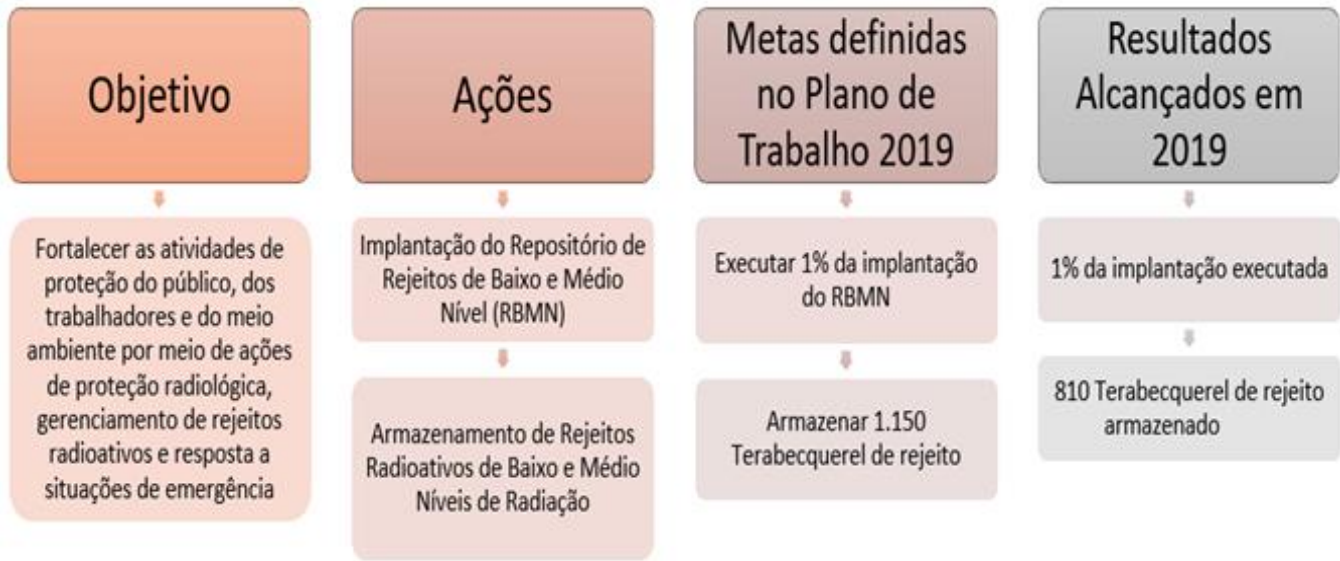 Objetivo
Fortalecer as atividades de
proteção do público, dos
trabalhadores e do meio
ambiente por meio de ações
de proteção radiológica,
gerenciamento de rejeitos
radioativos e resposta a
situações de emergência
Ações
Implantação do Repositório de
Rejeitos de Baixo e Médio
Nível (RBMN)
Armazenamento de Rejeitos
Radioativos de Baixo e Médio
Níveis de Radiação
Metas definidas
no Plano de
Trabalho 2019
Executar 1% da implantação
do RBMN
Armazenar 1.150
Terabecquerel de rejeito
Resultados
Alcançados em
2019
1% da implantação executada
810 Terabecquerel de rejeito
armazenado